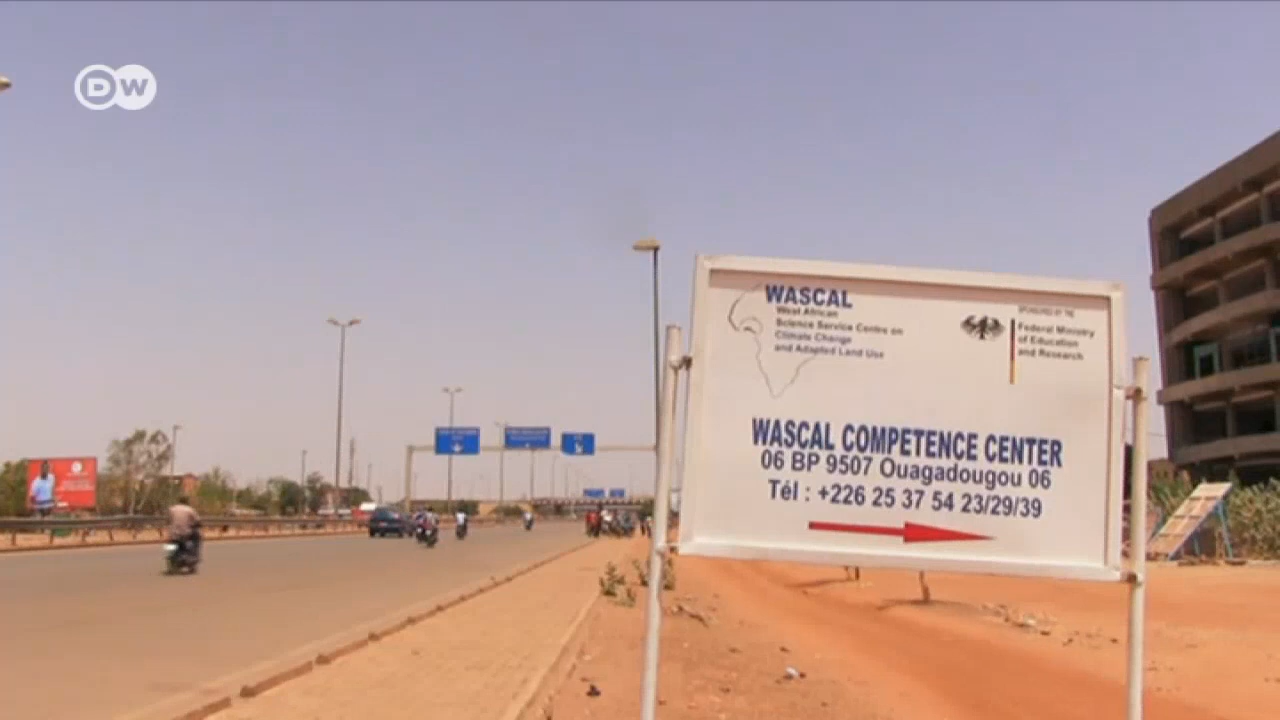 DW
WASCAL
West African
Science Service Centre on
Climate Change
and Adapted Land Use
SPONSORED BY THE
Federal Ministry
of Education
and Research
WASCAL COMPETENCE CENTER
06 BP 9507 Ouagadougou 06
Tél : +226 25 37 54 23/29/39